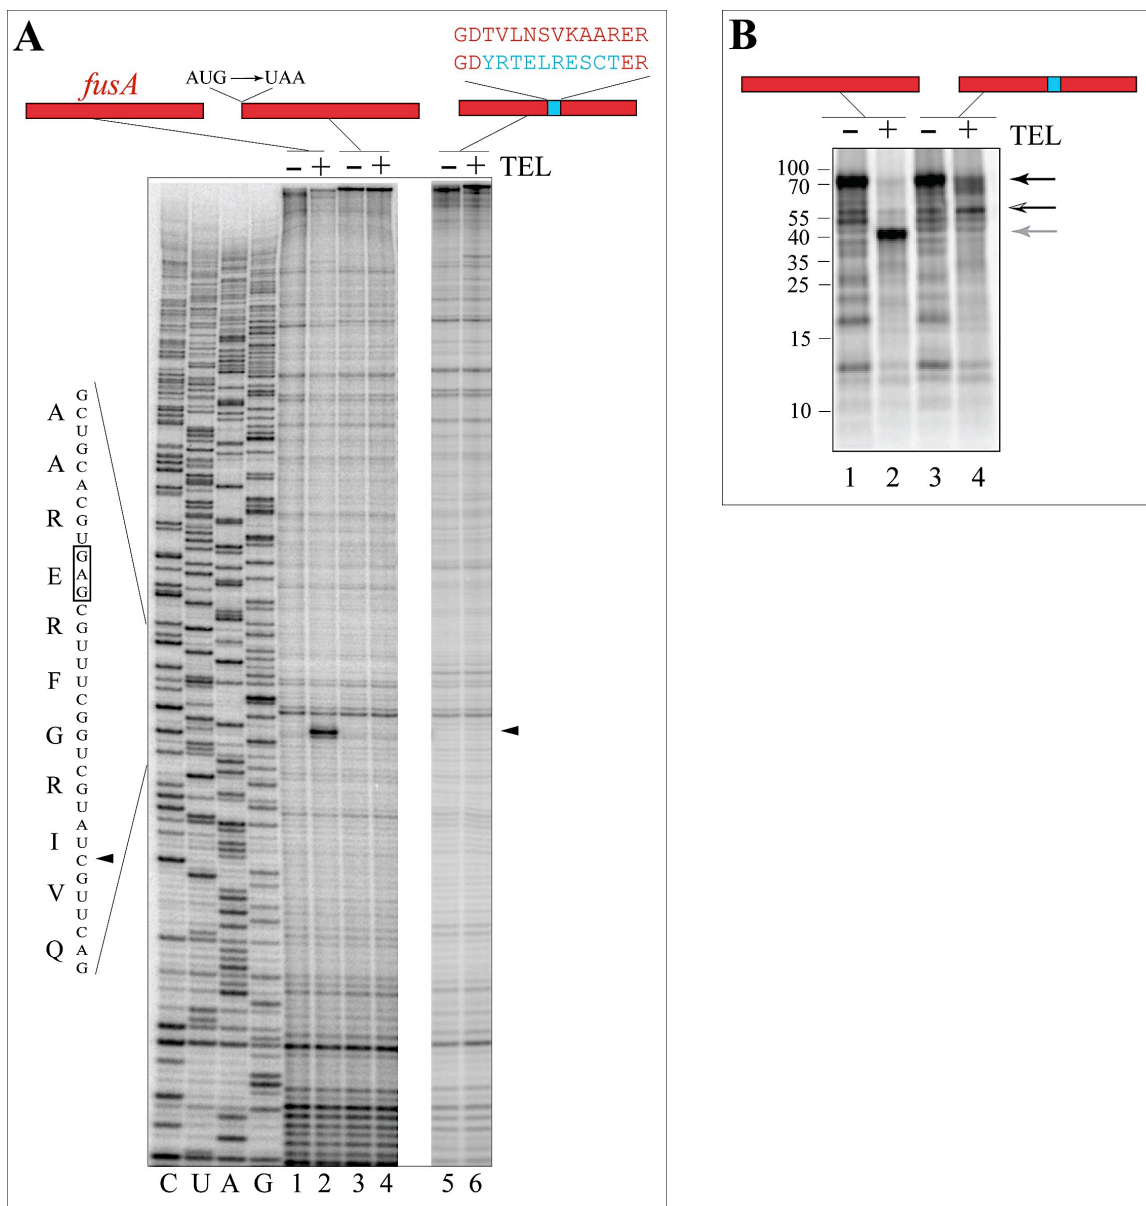 A
GDTVLNSVKAARER
GDYRTELRESCTER
fusA
AUG → UAA
– + – + – + TEL
G
C
A
U
G
A
C
A
C
R
G
U
G
E
A
G
C
R
G
U
U
F
U
C
G
G
G
U
C
R
G
U
A
I
U
C
G
V
U
U
C
Q
A
G
C U A G 1 2 3 4 5 6
B
– + – + TEL
100
70
55
40
35
25
15
10
1 2 3 4